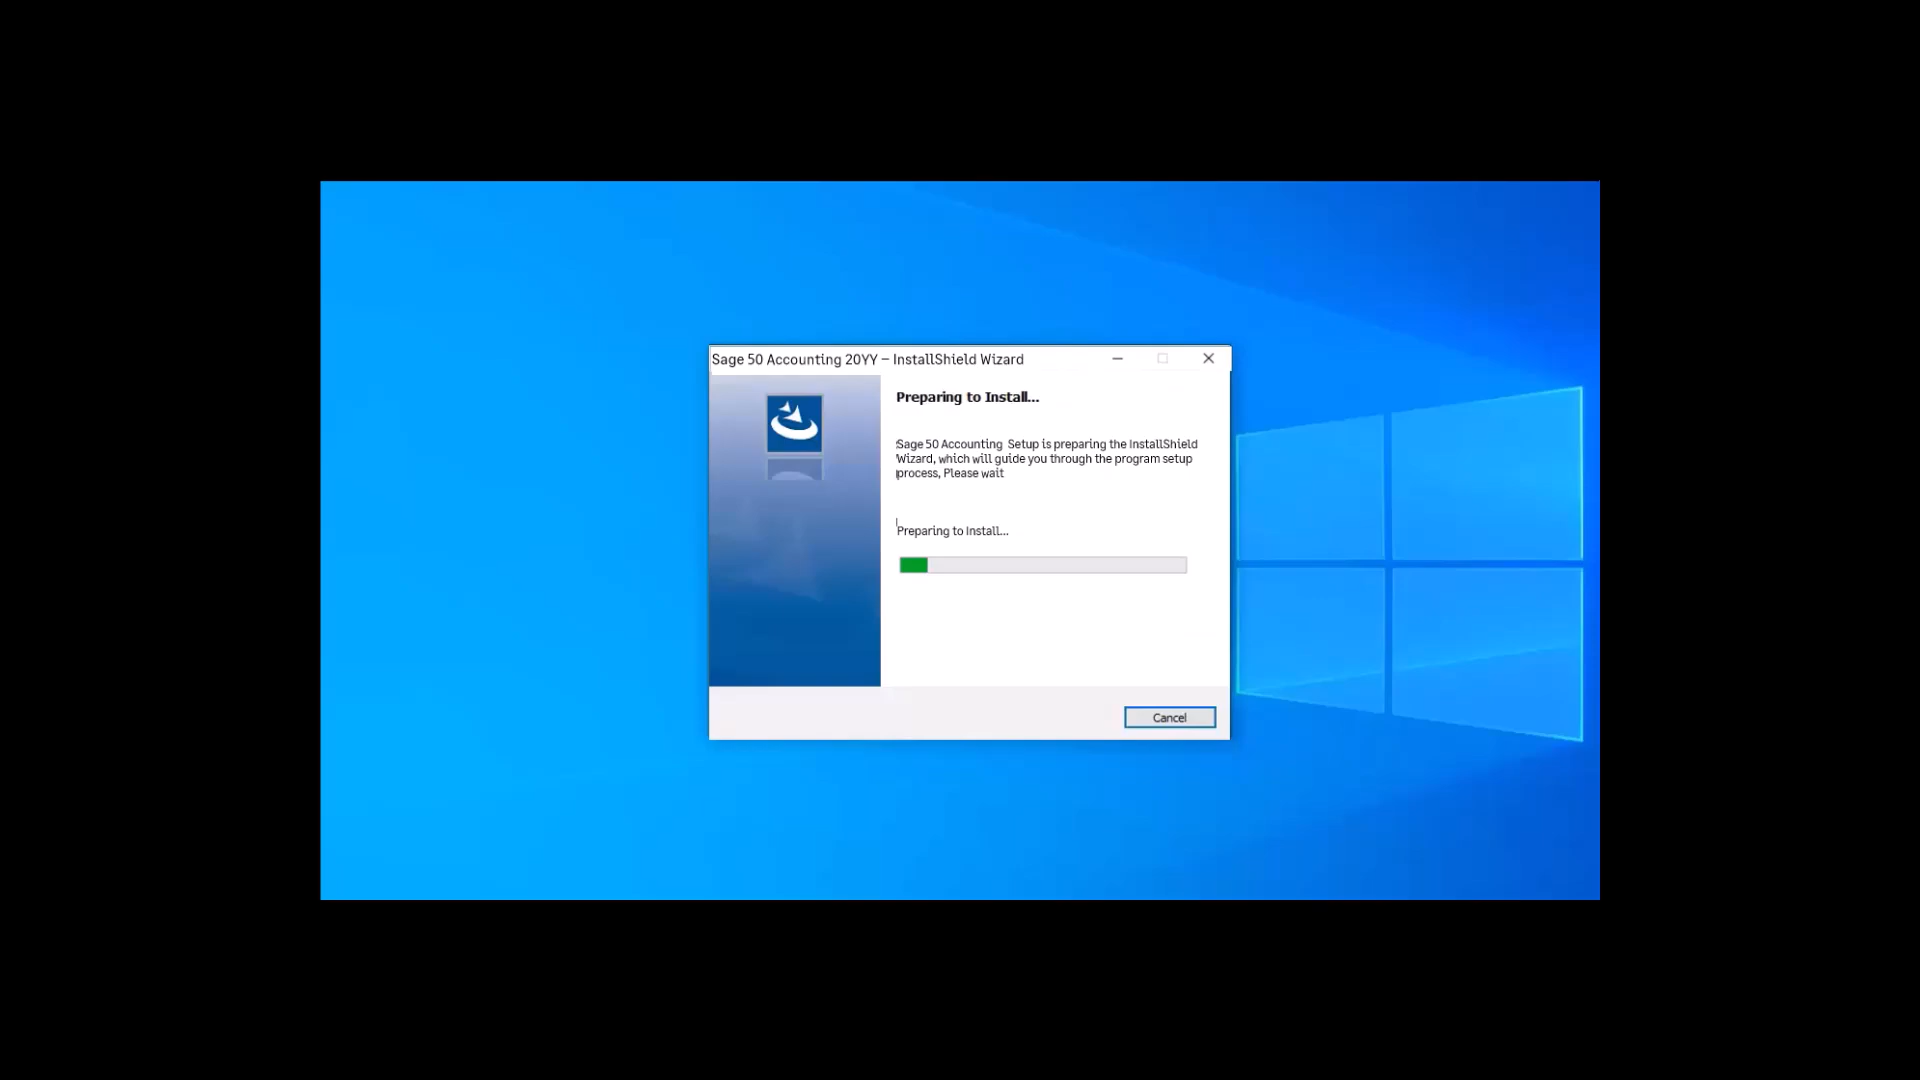 Sage 50 Accounting 20YY – InstallShield Wizard
Preparing to Install...
Sage 50 Accounting  Setup is preparing the InstallShield
Wizard, which will guide you through the program setup
process, Please wait
Preparing to Install...
Cancel